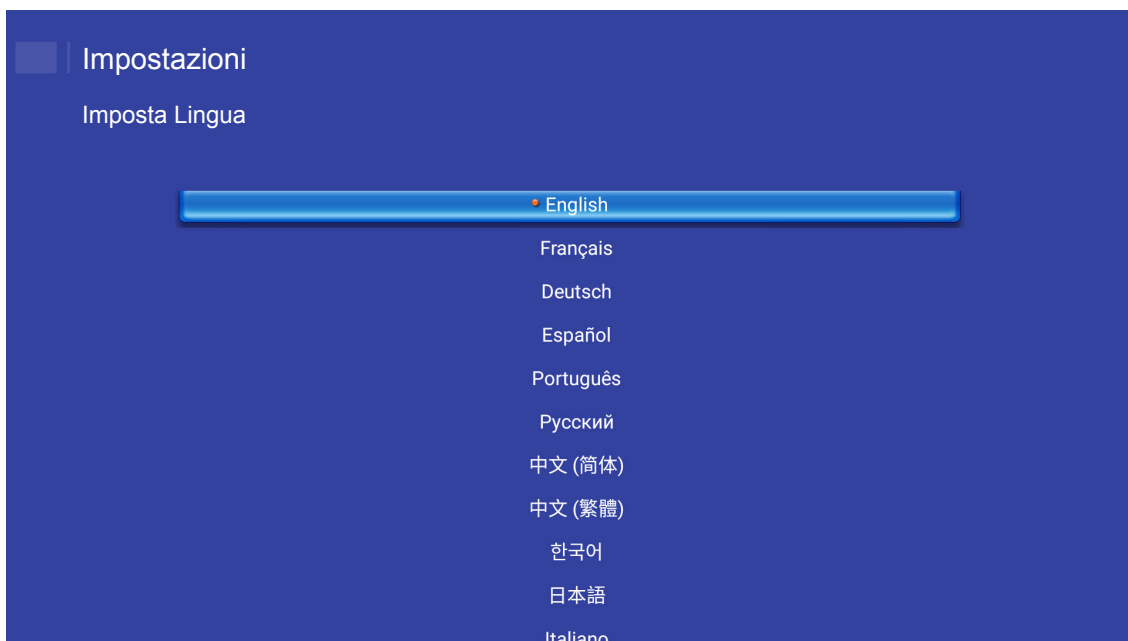 Impostazioni
Imposta Lingua
English
Français
Deutsch
Español
Português
Русский
中文 (简体)
中文 (繁體)
한국어
日本語
Italiano